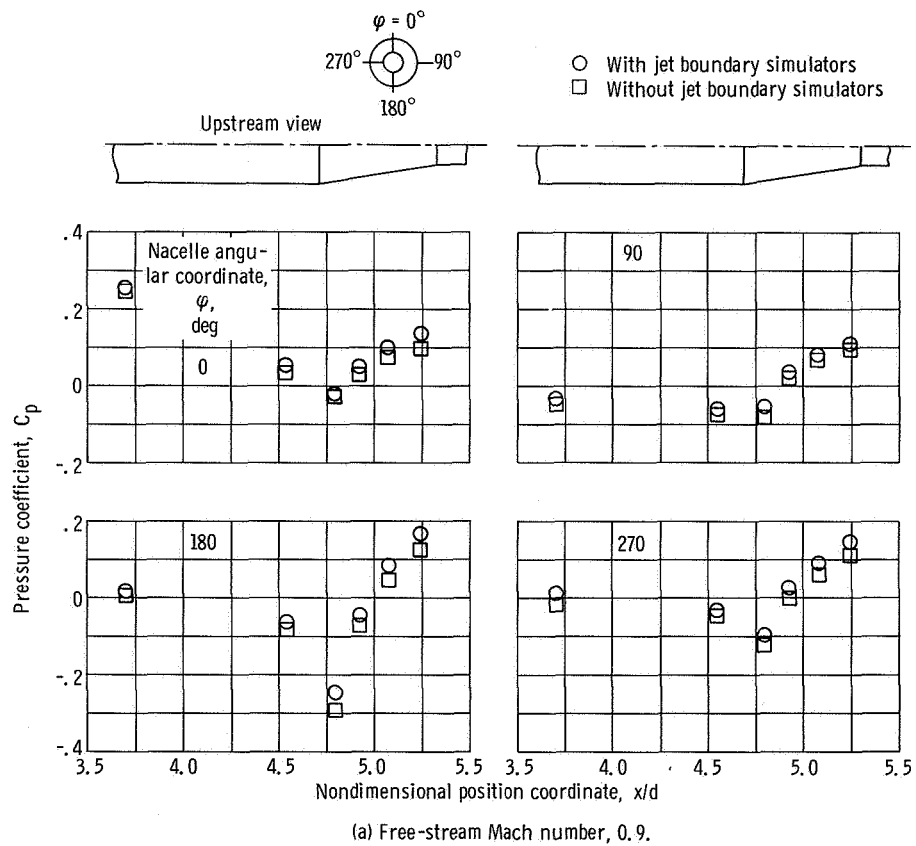 φ = 0°
270°
90°
180°
Upstream view
With jet boundary simulators
Without jet boundary simulators
Pressure coefficient, Cp
.4
.2
0
-.2
Nacelle angu-
lar coordinate,
φ,
deg
0
90
.2
0
-.2
-.4
180
270
3.5 4.0 4.5 5.0 5.5 3.5 4.0 4.5 5.0 5.5
Nondimensional position coordinate, x/d
(a) Free-stream Mach number, 0.9.